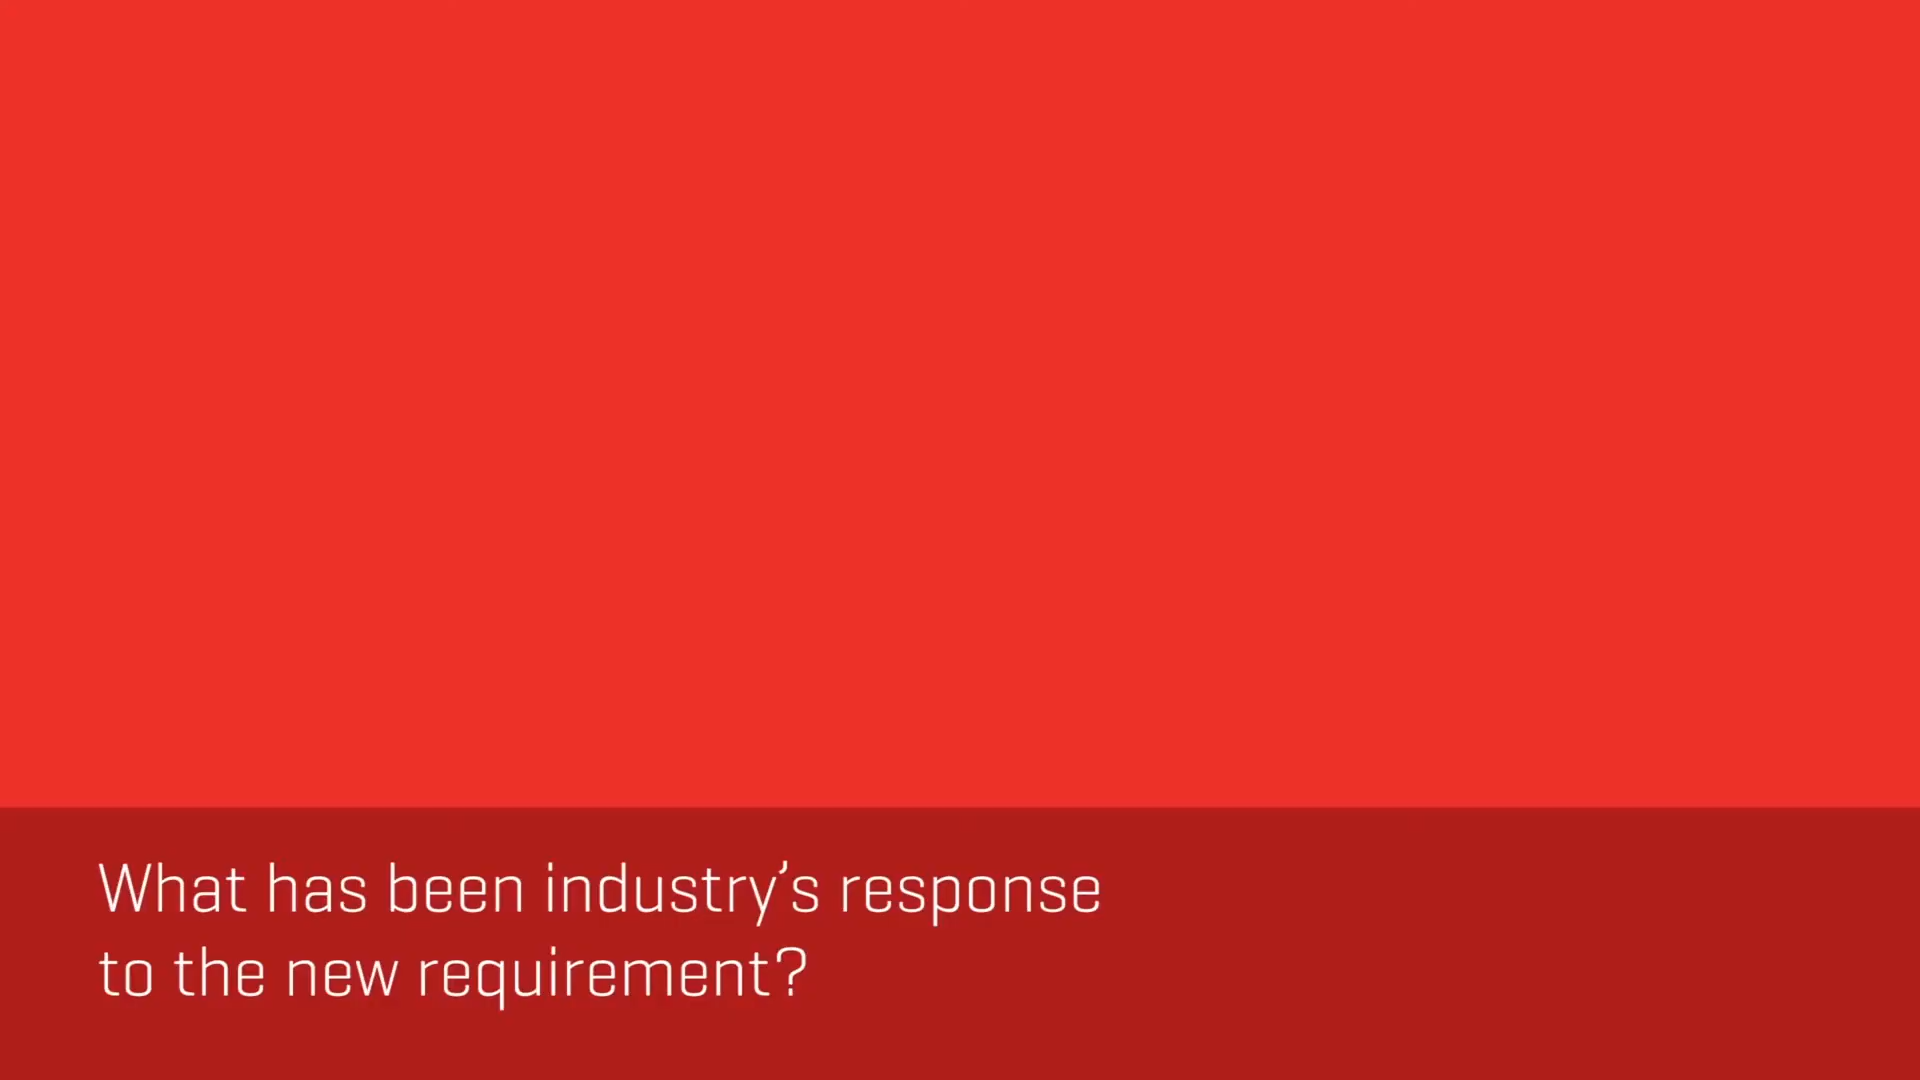 What has been industry’s response
to the new requirement?